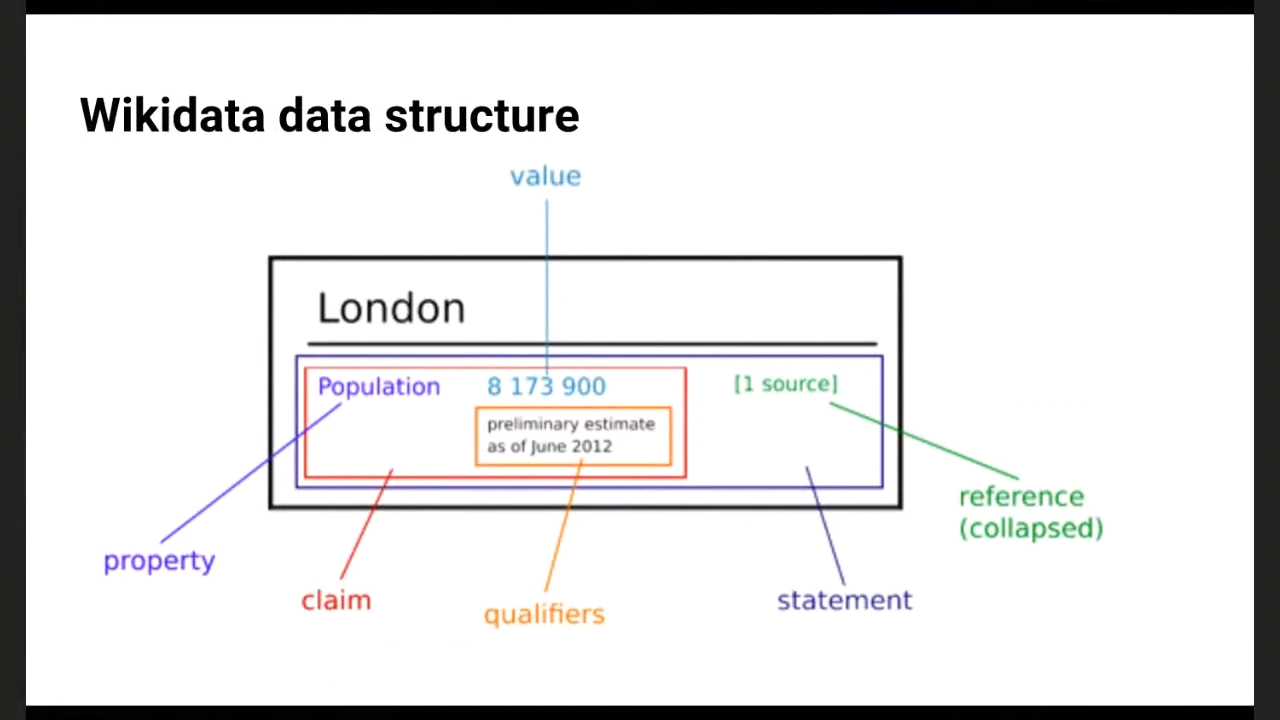 Wikidata data structure
value
London
Population 8 173 900 [1 source]
preliminary estimate
as of June 2012
reference
(collapsed)
property
claim
qualifiers
statement